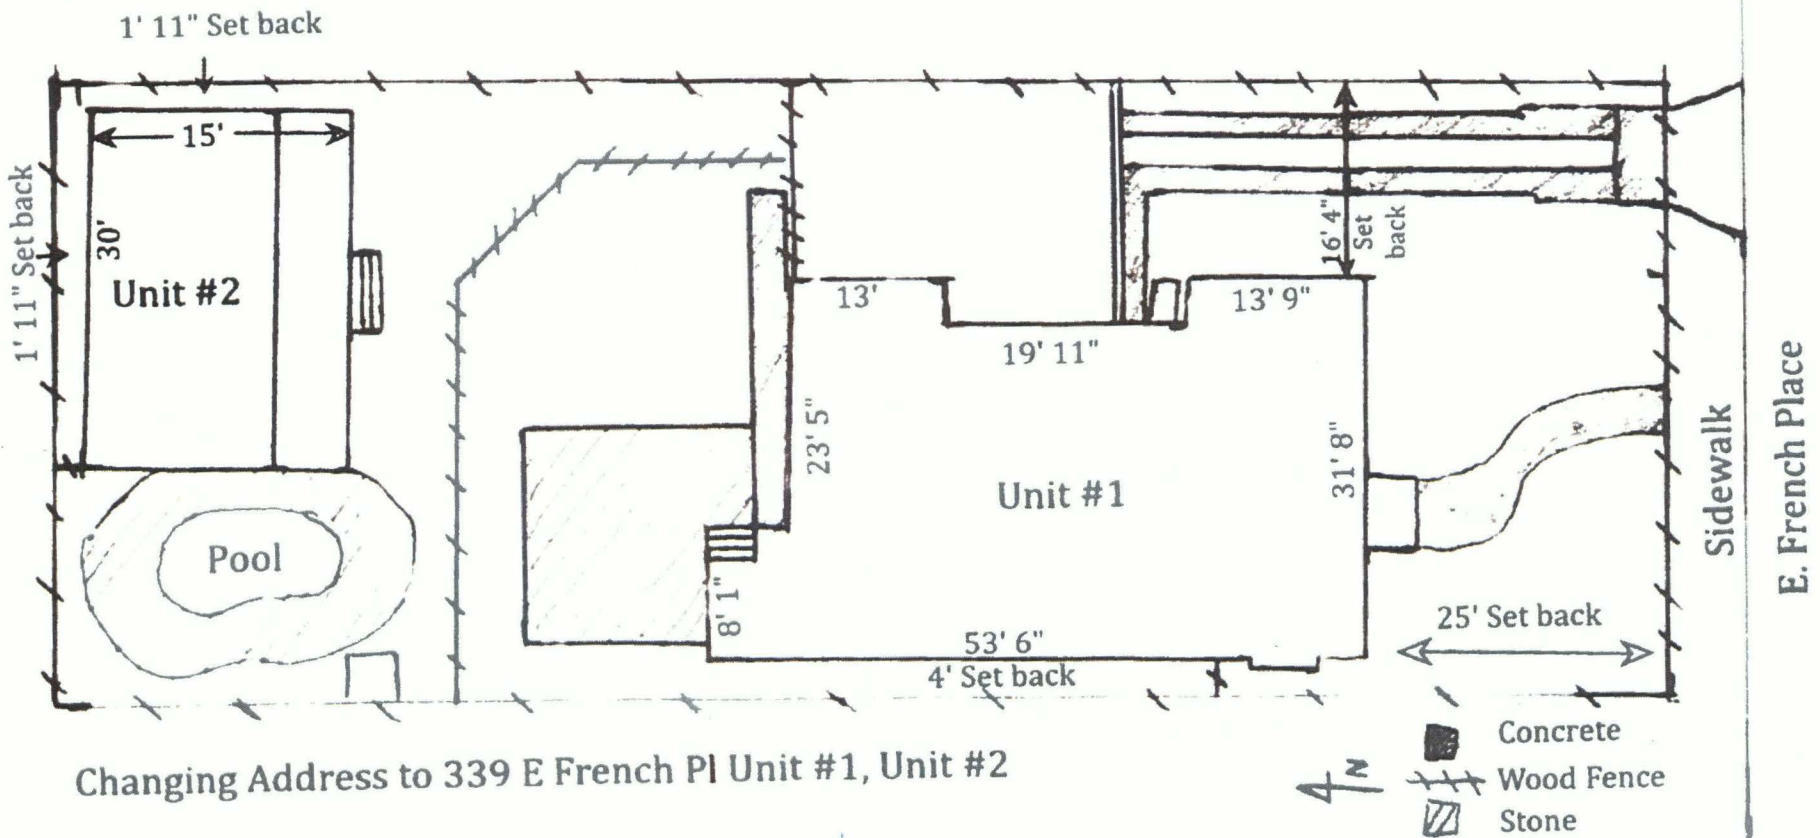 1' 11" Set back
15'
30'
1' 11" Set back
Unit #2
Pool
13'
19' 11"
13' 9"
16' 4"
Set
back
23' 5"
Unit #1
31' 8"
8' 1"
53' 6"
4' Set back
25' Set back
Sidewalk
E. French Place
Changing Address to 339 E French Pl Unit #1, Unit #2
N
Concrete
Wood Fence
Stone